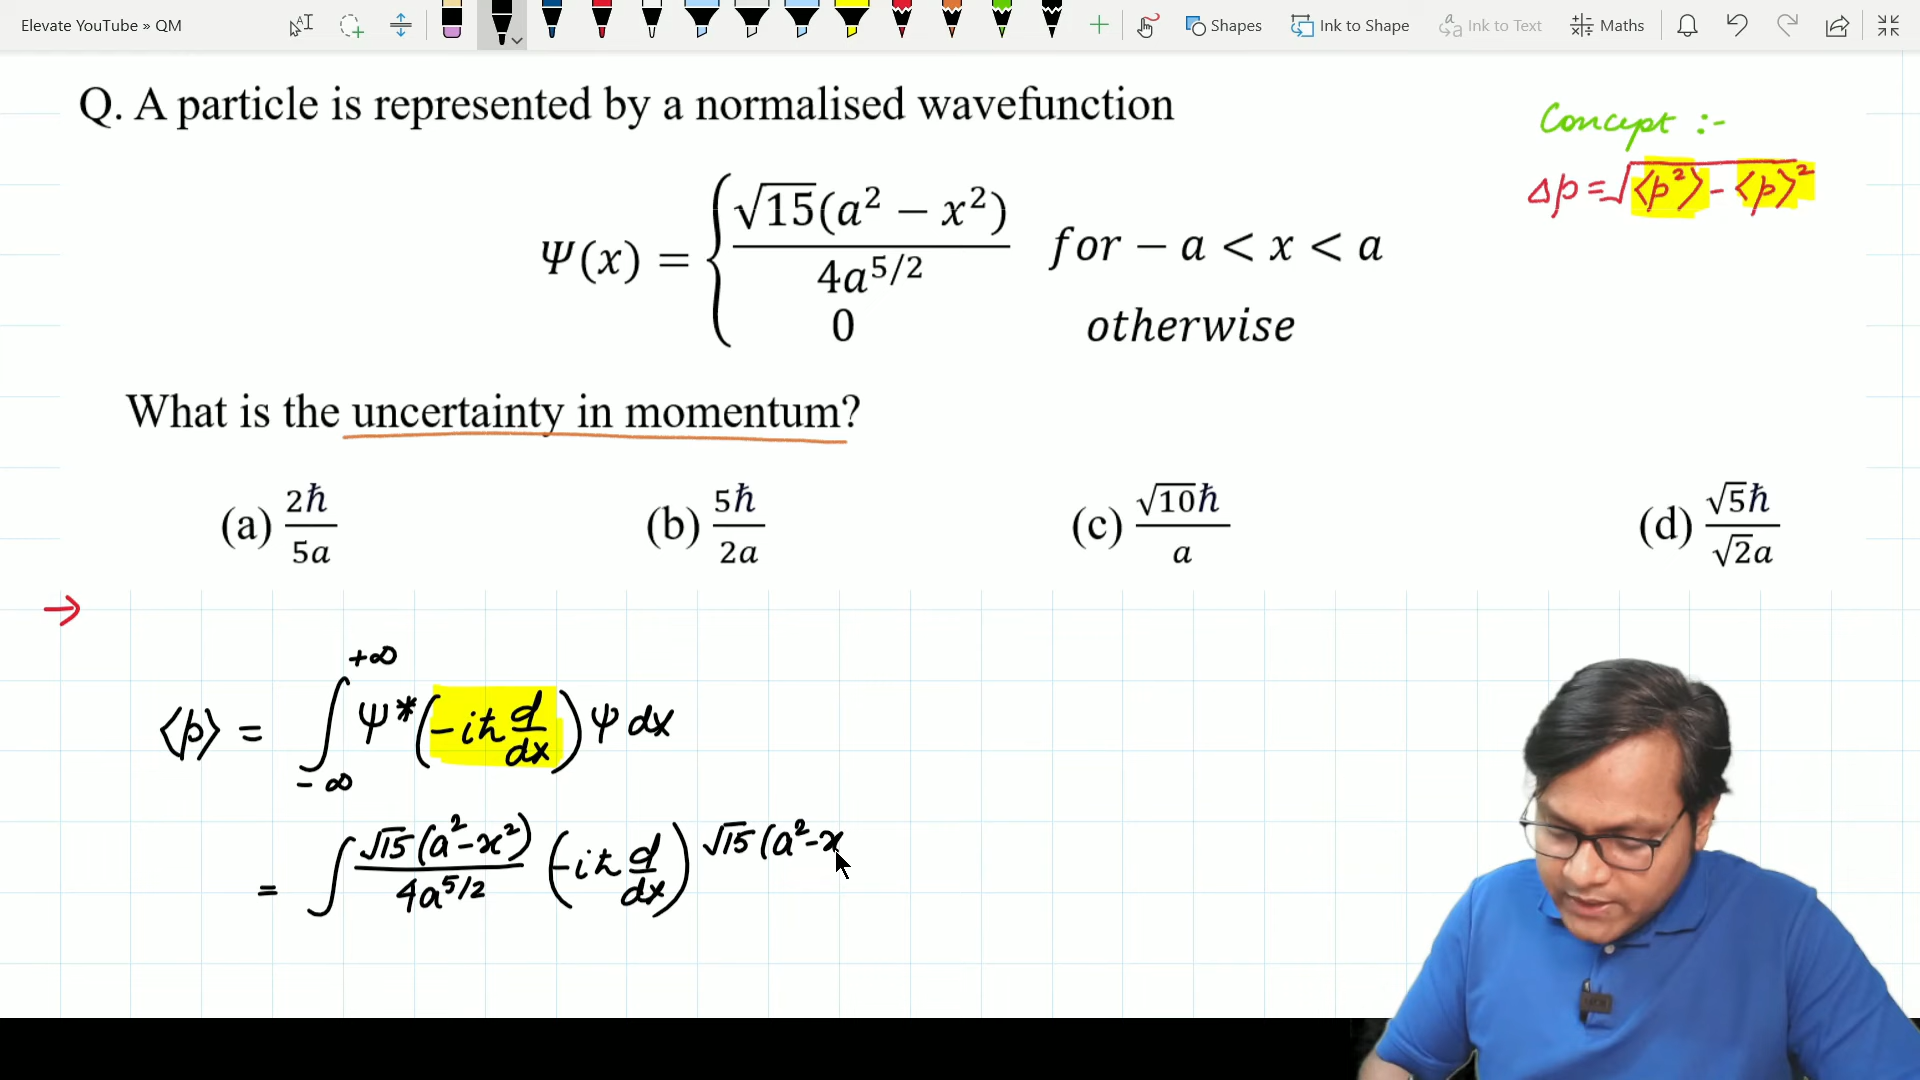 Elevate YouTube » QM
Shapes Ink to Shape Ink to Text Maths
Q. A particle is represented by a normalised wavefunction
Concept :-
Δp = √⟨p²⟩ - ⟨p⟩²
Ψ(x) = { √15(a² − x²) / 4a^5/2 for − a < x < a
0 otherwise
What is the uncertainty in momentum?
(a) 2ℏ/5a (b) 5ℏ/2a (c) √10ℏ/a (d) √5ℏ/√2a
→
⟨p⟩ = ∫_{-∞}^{+∞} ψ* (-iℏ d/dx) ψ dx
= ∫ √15 (a²-x²) / 4a^5/2 (-iℏ d/dx) √15 (a²-x